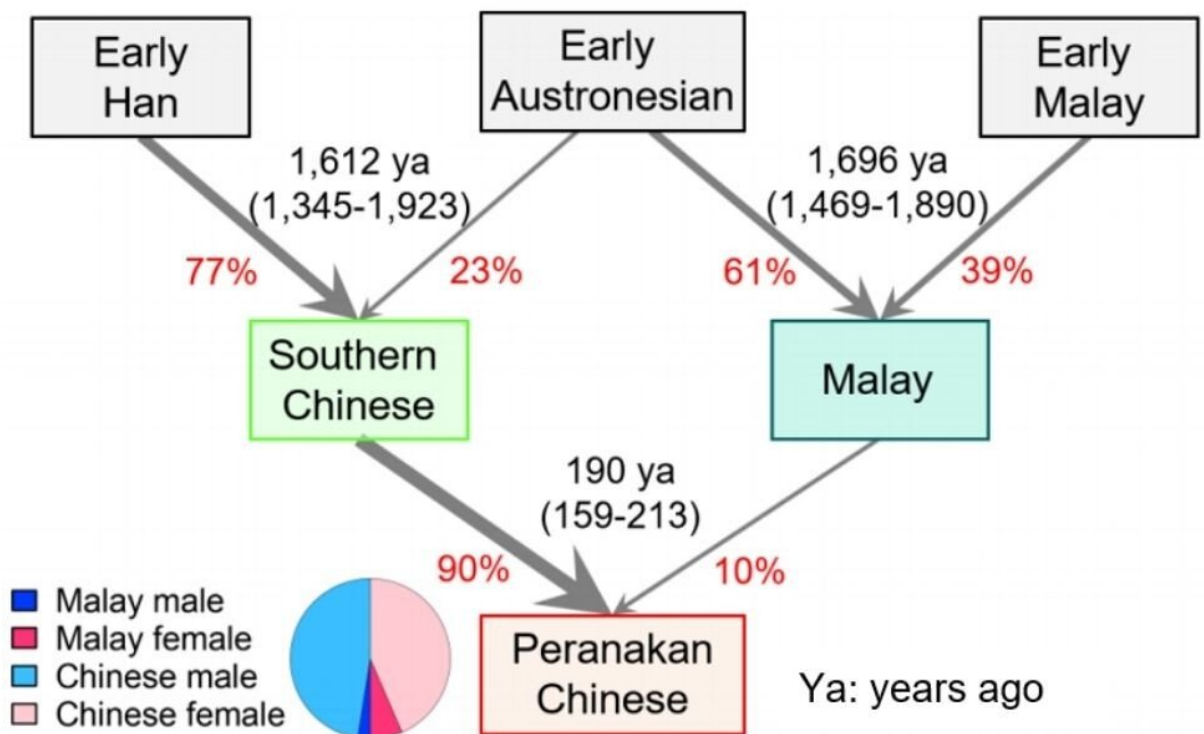 Early
Han
Early
Austronesian
Early
Malay
1,612 ya
(1,345-1,923)
1,696 ya
(1,469-1,890)
77%
23%
61%
39%
Southern
Chinese
Malay
190 ya
(159-213)
90%
10%
Malay male
Malay female
Chinese male
Chinese female
Peranakan
Chinese
Ya: years ago